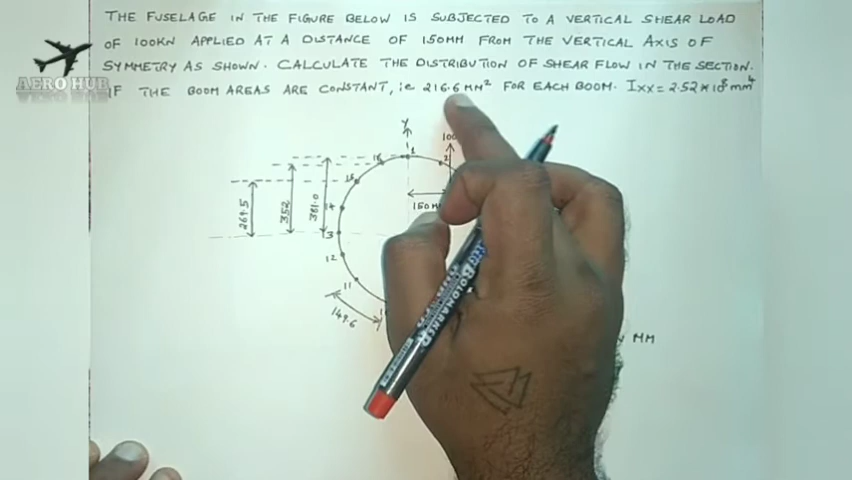 THE FUSELAGE IN THE FIGURE BELOW IS SUBJECTED TO A VERTICAL SHEAR LOAD
OF 100KN APPLIED AT A DISTANCE OF 150MM FROM THE VERTICAL AXIS OF
SYMMETRY AS SHOWN. CALCULATE THE DISTRIBUTION OF SHEAR FLOW IN THE SECTION.
IF THE BOOM AREAS ARE CONSTANT, i.e 216.6 MM² FOR EACH BOOM. Ixx = 2.52*10⁸ mm⁴
AERO HUB
Y
100
1
2
16
15
14
13
12
11
150 M
264.5
352
381.0
149.6
MM